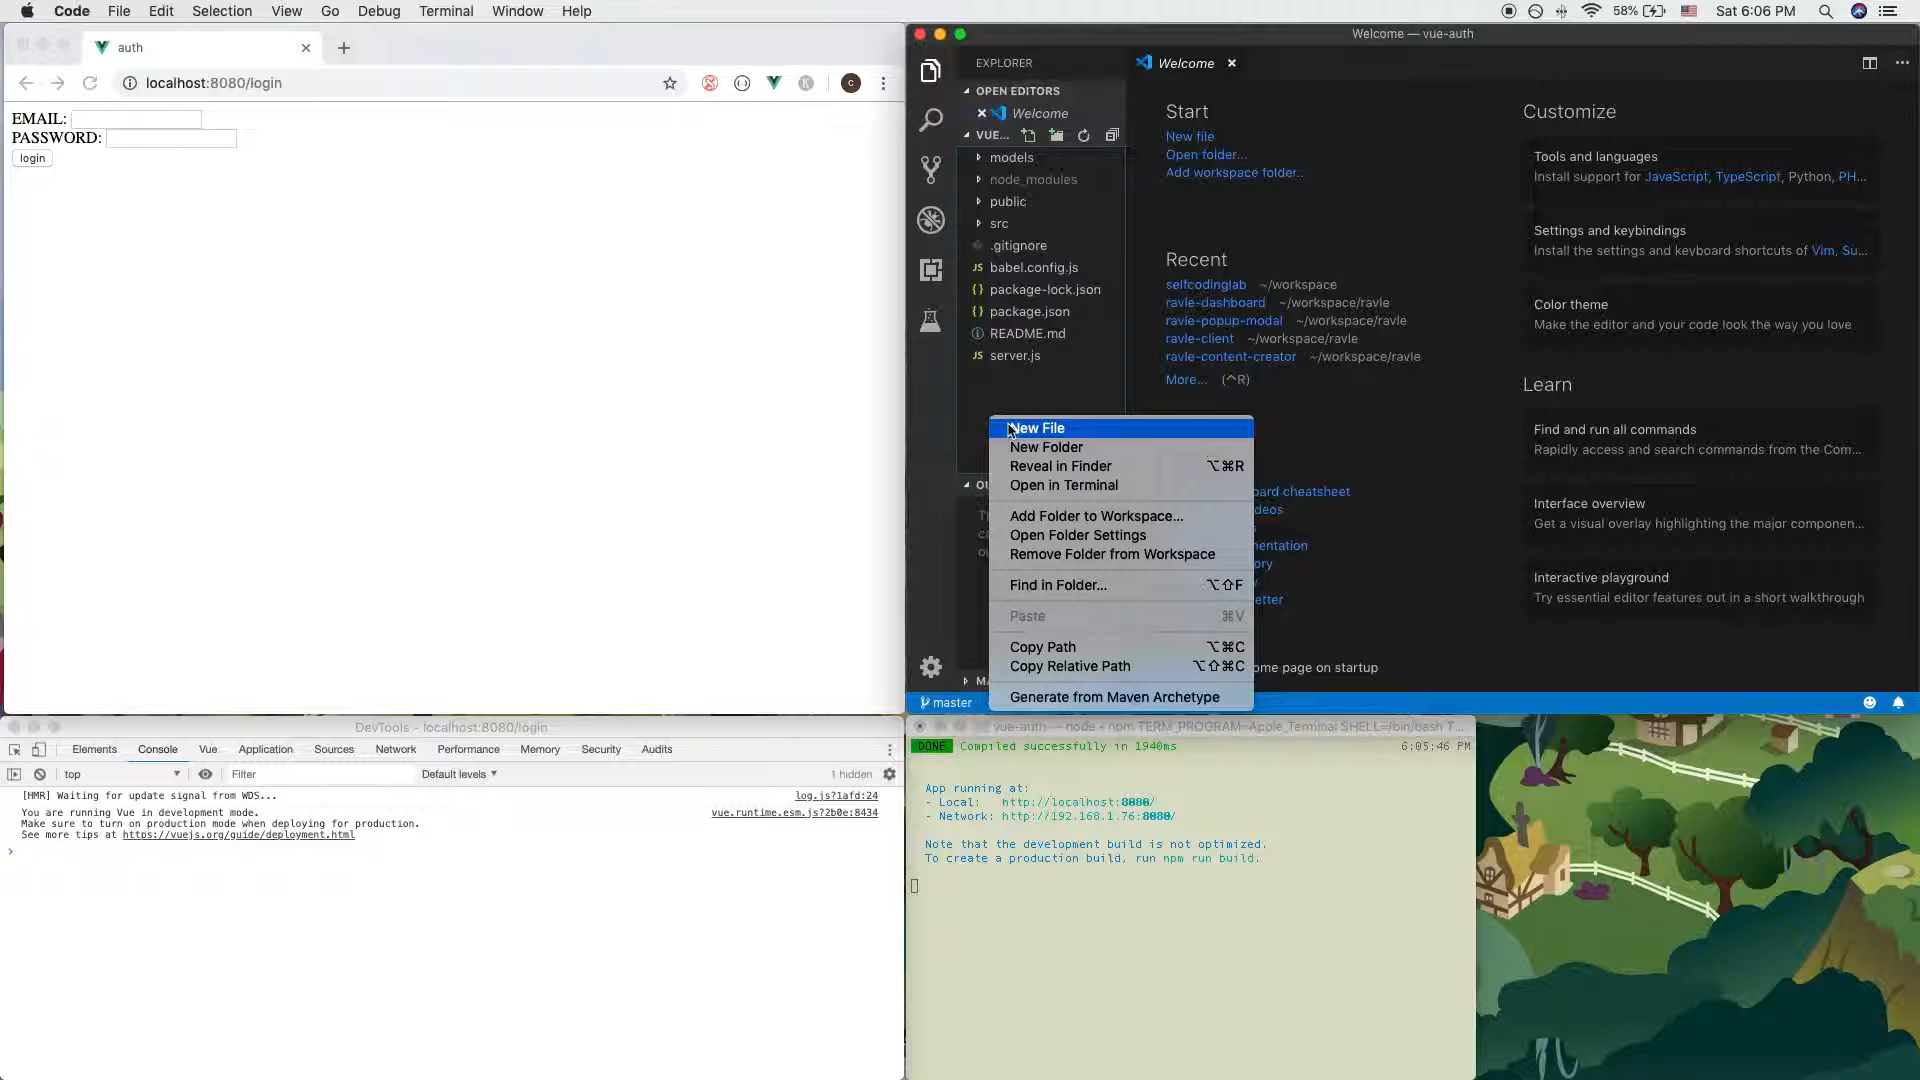 Code File Edit Selection View Go Debug Terminal Window Help
58% Sat 6:06 PM
auth
localhost:8080/login
EMAIL:
PASSWORD:
login
Welcome — vue-auth
EXPLORER
OPEN EDITORS
Welcome
VUE...
models
node_modules
public
src
.gitignore
JS babel.config.js
{ } package-lock.json
{ } package.json
README.md
JS server.js
master
Welcome
Start
New file
Open folder...
Add workspace folder..
Recent
selfcodinglab ~/workspace
ravle-dashboard ~/workspace/ravle
ravle-popup-modal ~/workspace/ravle
ravle-client ~/workspace/ravle
ravle-content-creator ~/workspace/ravle
More... (^R)
Customize
Tools and languages
Install support for JavaScript, TypeScript, Python, PH...
Settings and keybindings
Install the settings and keyboard shortcuts of Vim, Su...
Color theme
Make the editor and your code look the way you love
Learn
Find and run all commands
Rapidly access and search commands from the Com...
Interface overview
Get a visual overlay highlighting the major componen...
Interactive playground
Try essential editor features out in a short walkthrough
New File
New Folder
Reveal in Finder ⌥⌘R
Open in Terminal
Add Folder to Workspace...
Open Folder Settings
Remove Folder from Workspace
Find in Folder... ⌥⇧F
Paste ⌘V
Copy Path ⌥⌘C
Copy Relative Path ⌥⇧⌘C
Generate from Maven Archetype
cheatsheet
page on startup
DevTools - localhost:8080/login
Elements Console Vue Application Sources Network Performance Memory Security Audits
top Filter Default levels 1 hidden
[HMR] Waiting for update signal from WDS... log.js?1afd:24
You are running Vue in development mode. vue.runtime.esm.js?2b0e:8434
Make sure to turn on production mode when deploying for production.
See more tips at https://vuejs.org/guide/deployment.html
vue-auth — node ◂ npm TERM_PROGRAM=Apple_Terminal SHELL=/bin/bash T...
DONE Compiled successfully in 1940ms 6:05:46 PM
App running at:
- Local: http://localhost:8080/
- Network: http://192.168.1.76:8080/
Note that the development build is not optimized.
To create a production build, run npm run build.